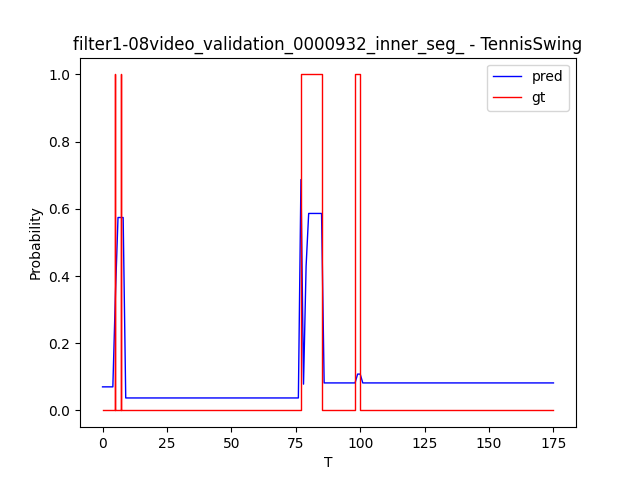 filter1-08video_validation_0000932_inner_seg_ - TennisSwing
pred
gt
1.0
0.8
0.6
0.4
0.2
0.0
Probability
0
25
50
75
100
125
150
175
T